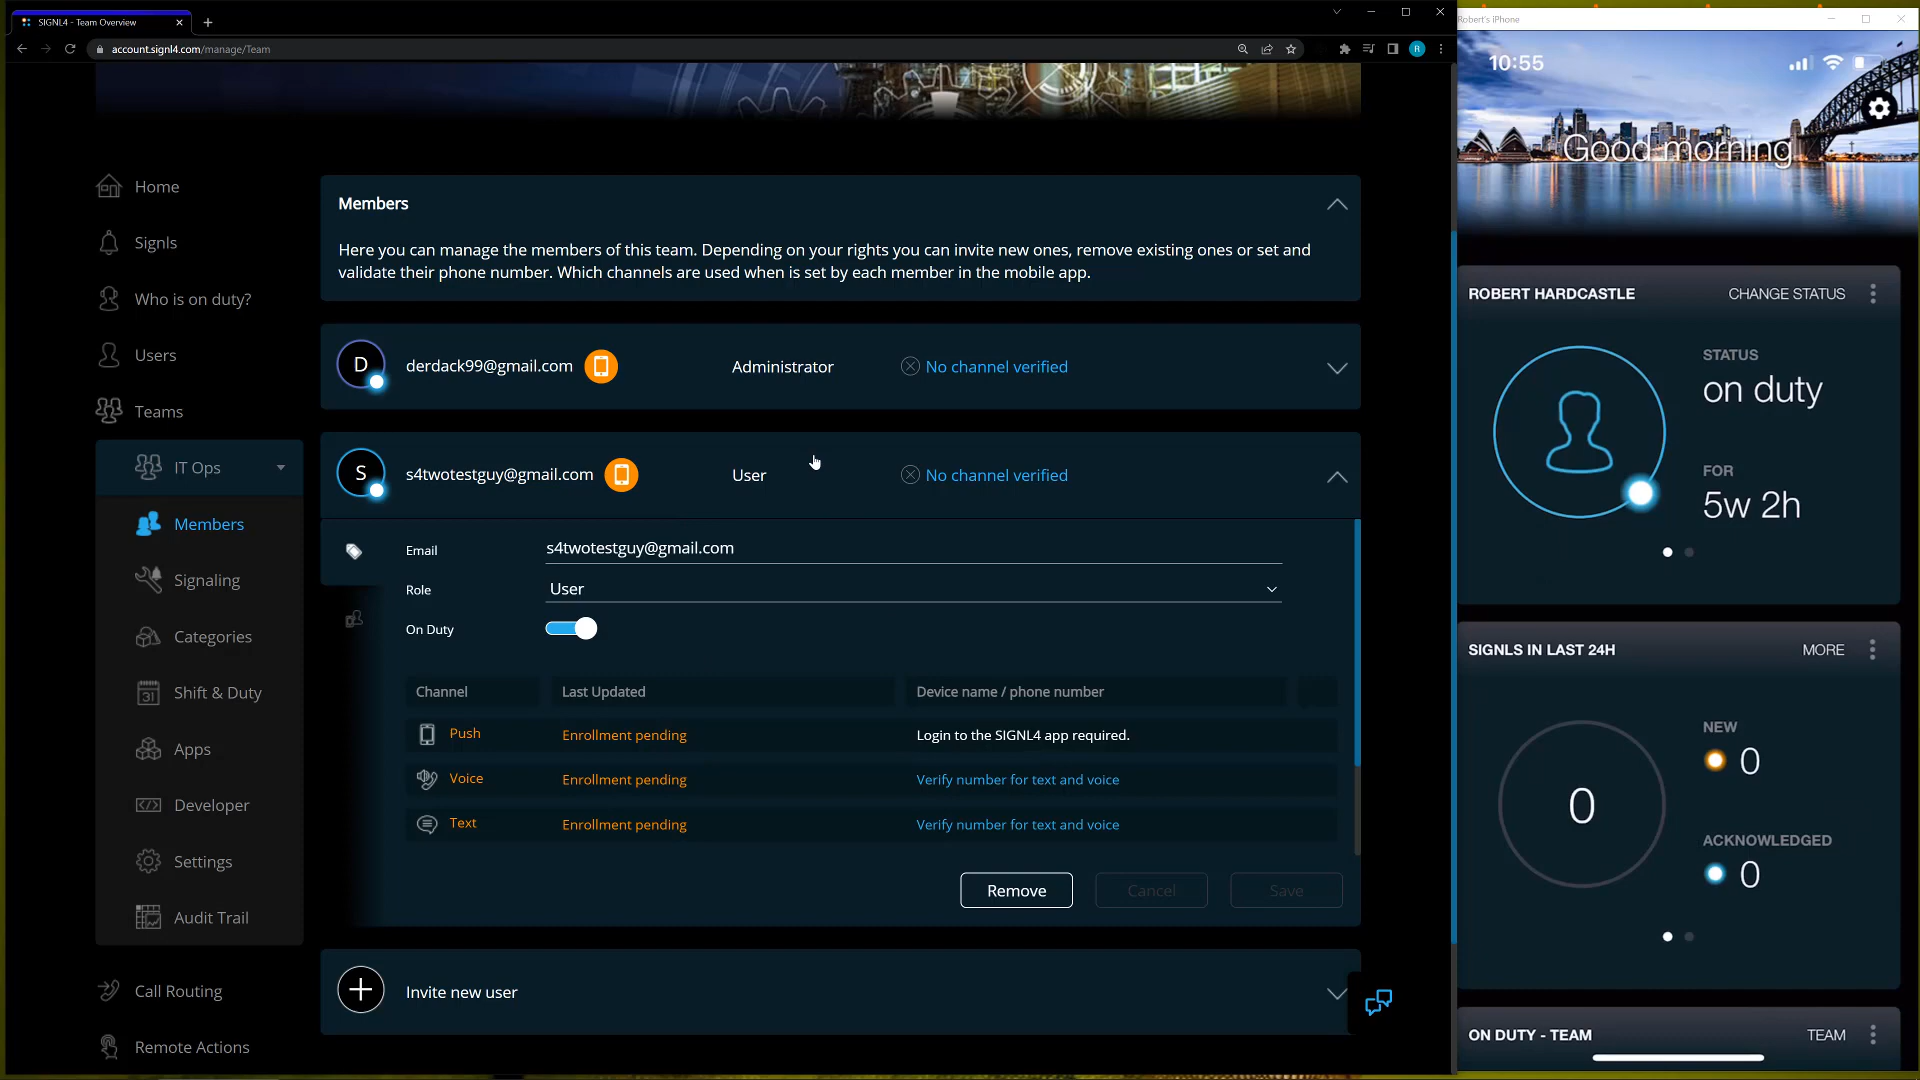 SIGNL4 - Team Overview
account.signl4.com/manage/Team
R
Home
Signls
Who is on duty?
Users
Teams
IT Ops
Members
Signaling
Categories
31
Shift & Duty
Apps
Developer
Settings
Audit Trail
Call Routing
Remote Actions
Members
Here you can manage the members of this team. Depending on your rights you can invite new ones, remove existing ones or set and
validate their phone number. Which channels are used when is set by each member in the mobile app.
D
derdack99@gmail.com
Administrator
No channel verified
S
s4twotestguy@gmail.com
User
No channel verified
Email
s4twotestguy@gmail.com
Role
User
On Duty
Channel
Last Updated
Device name / phone number
Push
Enrollment pending
Login to the SIGNL4 app required.
Voice
Enrollment pending
Verify number for text and voice
Text
Enrollment pending
Verify number for text and voice
Remove
Cancel
Save
Invite new user
Robert's iPhone
10:55
Good morning
ROBERT HARDCASTLE
CHANGE STATUS
STATUS
on duty
FOR
5w 2h
SIGNLS IN LAST 24H
MORE
0
NEW
0
ACKNOWLEDGED
0
ON DUTY - TEAM
TEAM